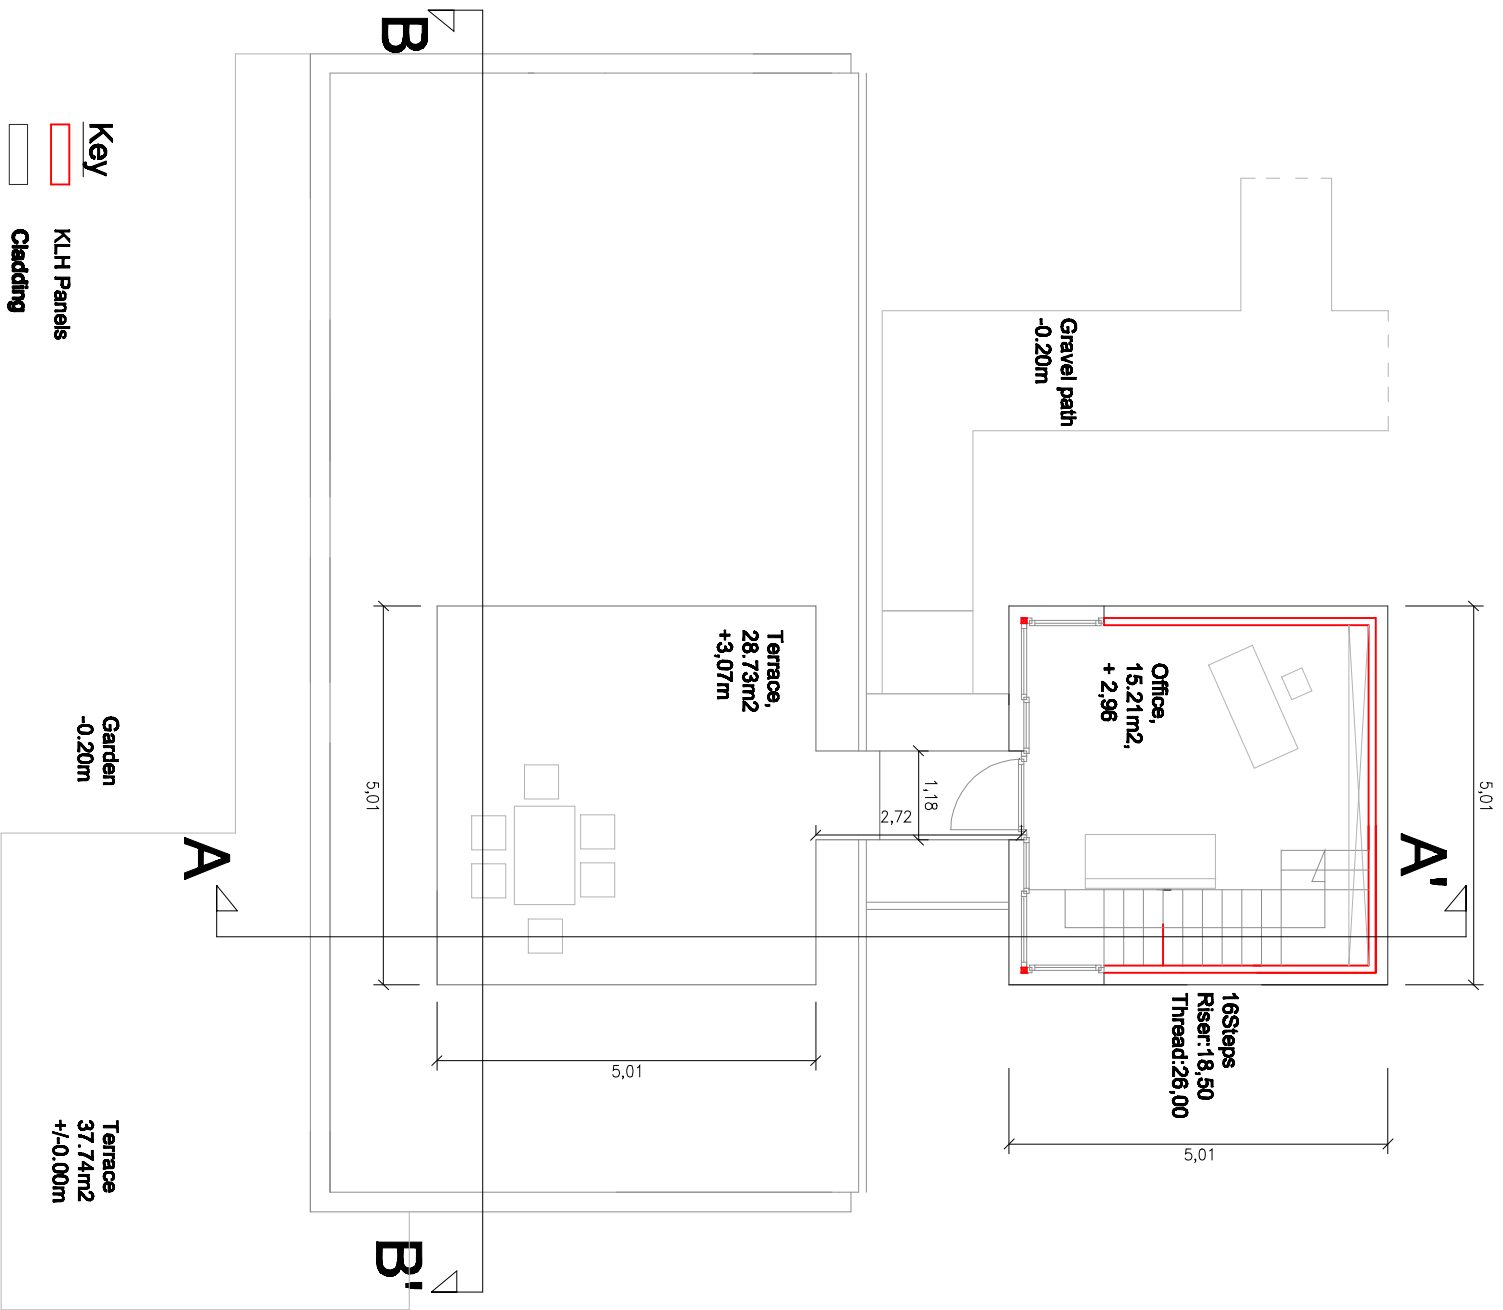 B
A'
5,01
Office,
15.21m2,
+ 2,96
16Steps
Riser:18,50
Thread:26,00
5,01
Gravel path
-0.20m
1,18
2,72
Terrace,
28.73m2
+3,07m
5,01
5,01
B'
A
Garden
-0.20m
Terrace
37.74m2
+/-0.00m
Key
KLH Panels
Cladding